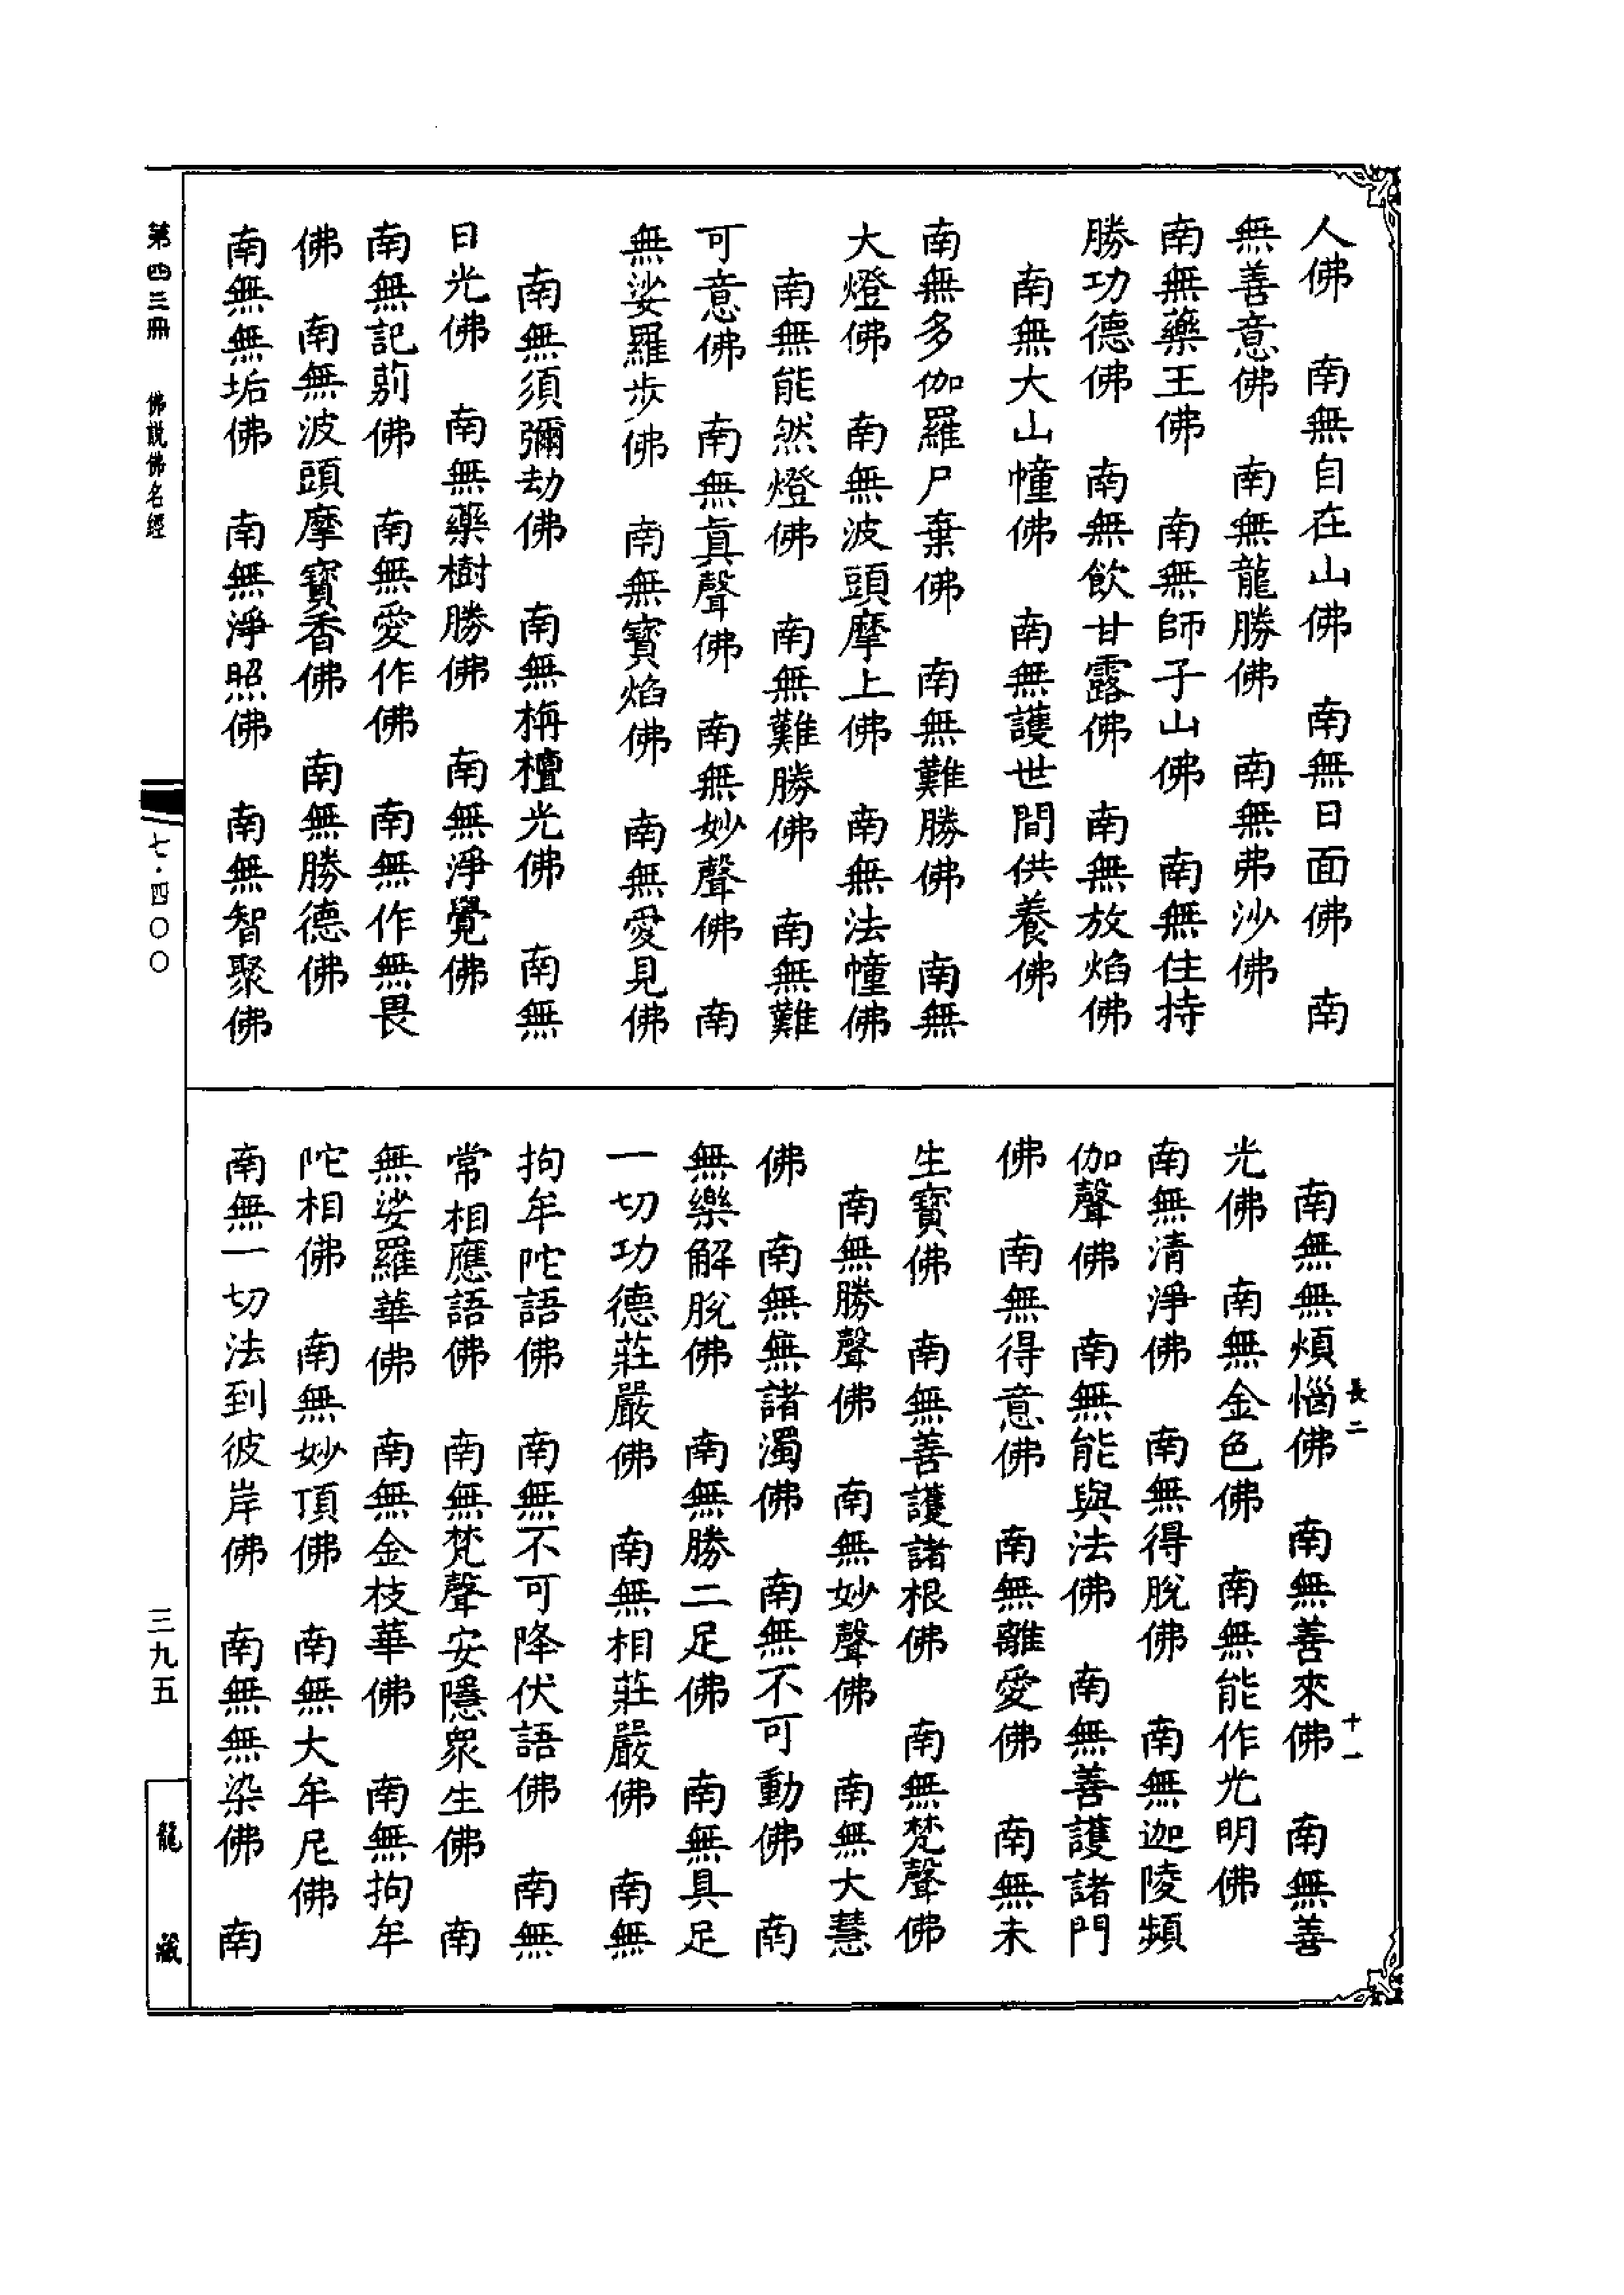 人佛　南無自在山佛　南無日面佛　南
無善意佛　南無龍勝佛　南無弗沙佛
南無藥王佛　南無師子山佛　南無住持
勝功德佛　南無飲甘露佛　南無放焰佛
南無大山幢佛　南無護世間供養佛
南無多伽羅尸棄佛　南無難勝佛　南無
大燈佛　南無波頭摩上佛　南無法幢佛
南無能然燈佛　南無難勝佛　南無難
可意佛　南無真聲佛　南無妙聲佛　南
無娑羅步佛　南無寶焰佛　南無愛見佛
南無須彌劫佛　南無栴檀光佛　南無
日光佛　南無藥樹勝佛　南無淨覺佛
南無記莂佛　南無愛作佛　南無作無畏
佛　南無波頭摩寶香佛　南無勝德佛
南無無垢佛　南無淨照佛　南無智聚佛
南無無煩惱佛　南無善來佛　南無善
光佛　南無金色佛　南無能作光明佛
南無清淨佛　南無得脫佛　南無迦陵頻
伽聲佛　南無能與法佛　南無善護諸門
佛　南無得意佛　南無離愛佛　南無未
生寶佛　南無善護諸根佛　南無梵聲佛
南無勝聲佛　南無妙聲佛　南無大慧
佛　南無無諸濁佛　南無不可動佛　南
無樂解脫佛　南無勝二足佛　南無具足
一切功德莊嚴佛　南無相莊嚴佛　南無
拘牟陀語佛　南無不可降伏語佛　南無
常相應語佛　南無梵聲安隱眾生佛　南
無娑羅華佛　南無金枝華佛　南無拘牟
陀相佛　南無妙頂佛　南無大牟尼佛
南無一切法到彼岸佛　南無無染佛　南
長二　十一
第四三冊　佛說佛名經　七·四〇〇　三九五　龍藏